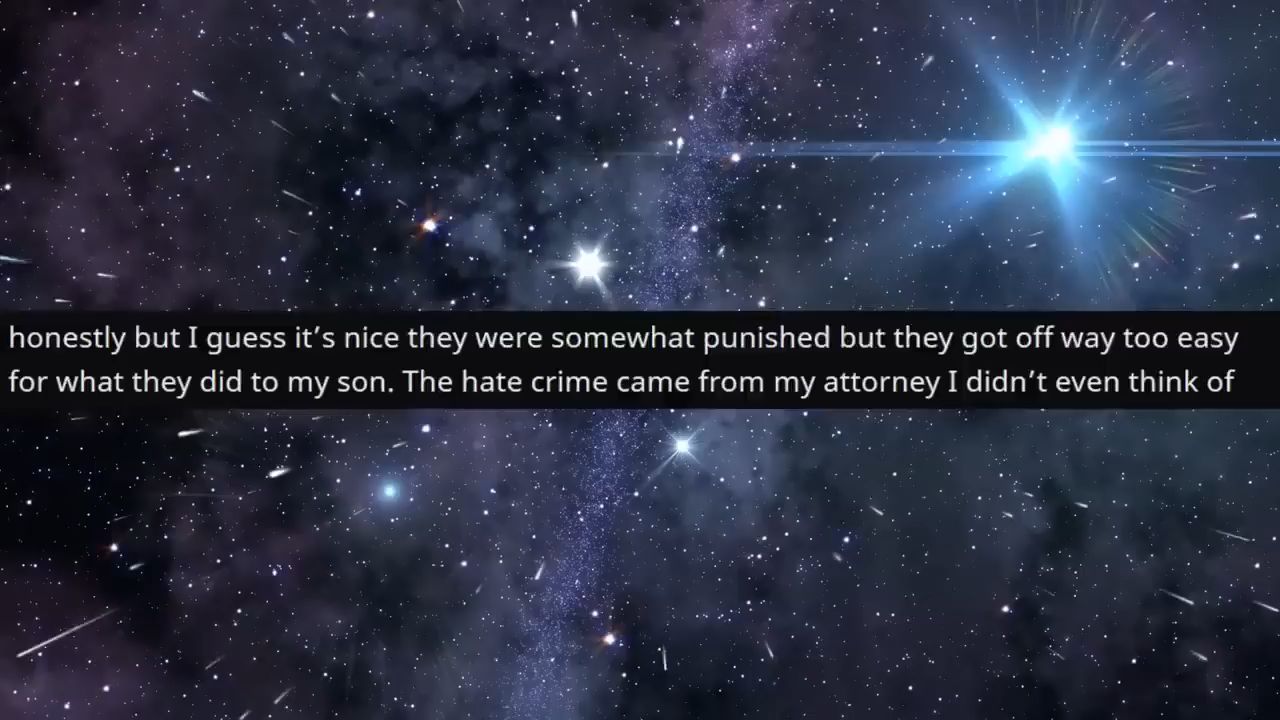 honestly but I guess it’s nice they were somewhat punished but they got off way too easy
for what they did to my son. The hate crime came from my attorney I didn’t even think of